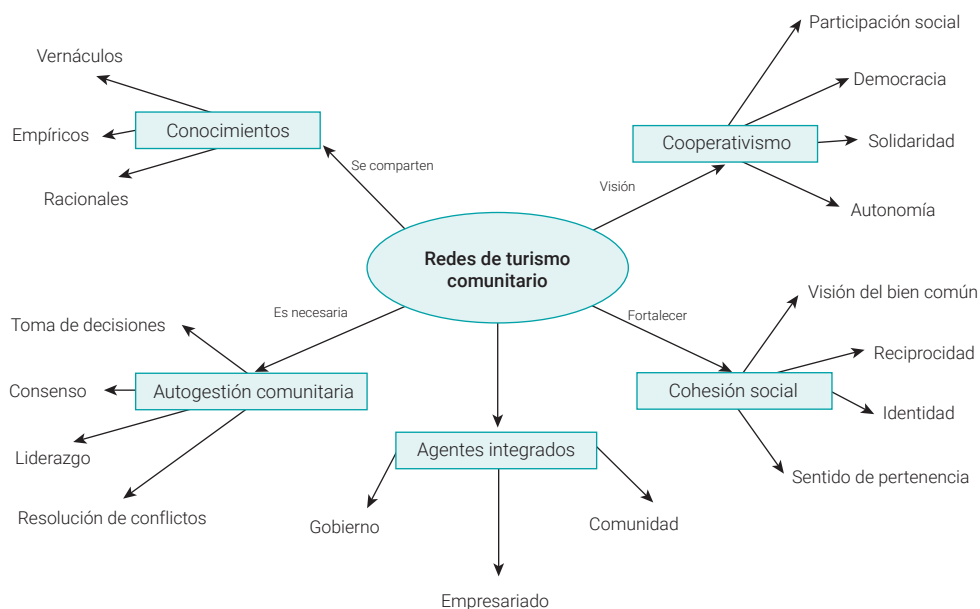 Participación social
Vernáculos
Democracia
Empíricos
Conocimientos
Cooperativismo
Solidaridad
Se comparten
Visión
Racionales
Autonomía
Redes de turismo
comunitario
Visión del bien común
Es necesaria
Fortalecer
Toma de decisiones
Reciprocidad
Consenso
Autogestión comunitaria
Cohesión social
Identidad
Agentes integrados
Liderazgo
Sentido de pertenencia
Resolución de conflictos
Gobierno
Comunidad
Empresariado